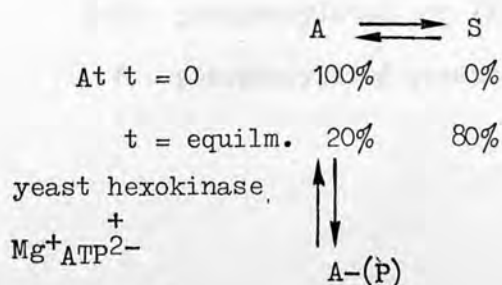 A ⇌ S
At t = 0 100% 0%
t = equilm. 20% 80%
yeast hexokinase
+
Mg⁺ATP²⁻
A-(P)